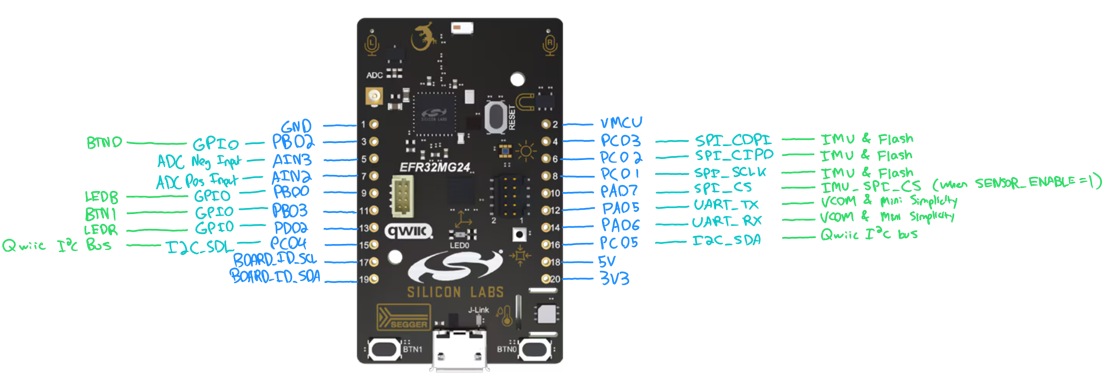 L
R
ADC
RESET
1 GND
BTN0 GPIO PB02 3
ADC Neg Input AIN3 5
ADC Pos Input AIN2 7
LEDB GPIO PB00 9
BTN1 GPIO PB03 11
LEDR GPIO PD02 13
Qwiic I²C Bus I2C_SDL PC04 15
BOARD_ID_SCL 17
BOARD_ID_SDA 19
SILICON LABS
EFR32MG24
2 1
qwiic
LED0
2 VMCU
4 PC03 SPI_COPI IMU & Flash
6 PC02 SPI_CIPO IMU & Flash
8 PC01 SPI_SCLK IMU & Flash
10 PA07 SPI_CS IMU_SPI_CS (when SENSOR_ENABLE=1)
12 PA05 UART_TX VCOM & Mini Simplicity
14 PA06 UART_RX VCOM & Mini Simplicity
16 PC05 I2C_SDA Qwiic I²C bus
18 5V
20 3V3
SILICON LABS
SEGGER
J-Link
BTN1
BTN0